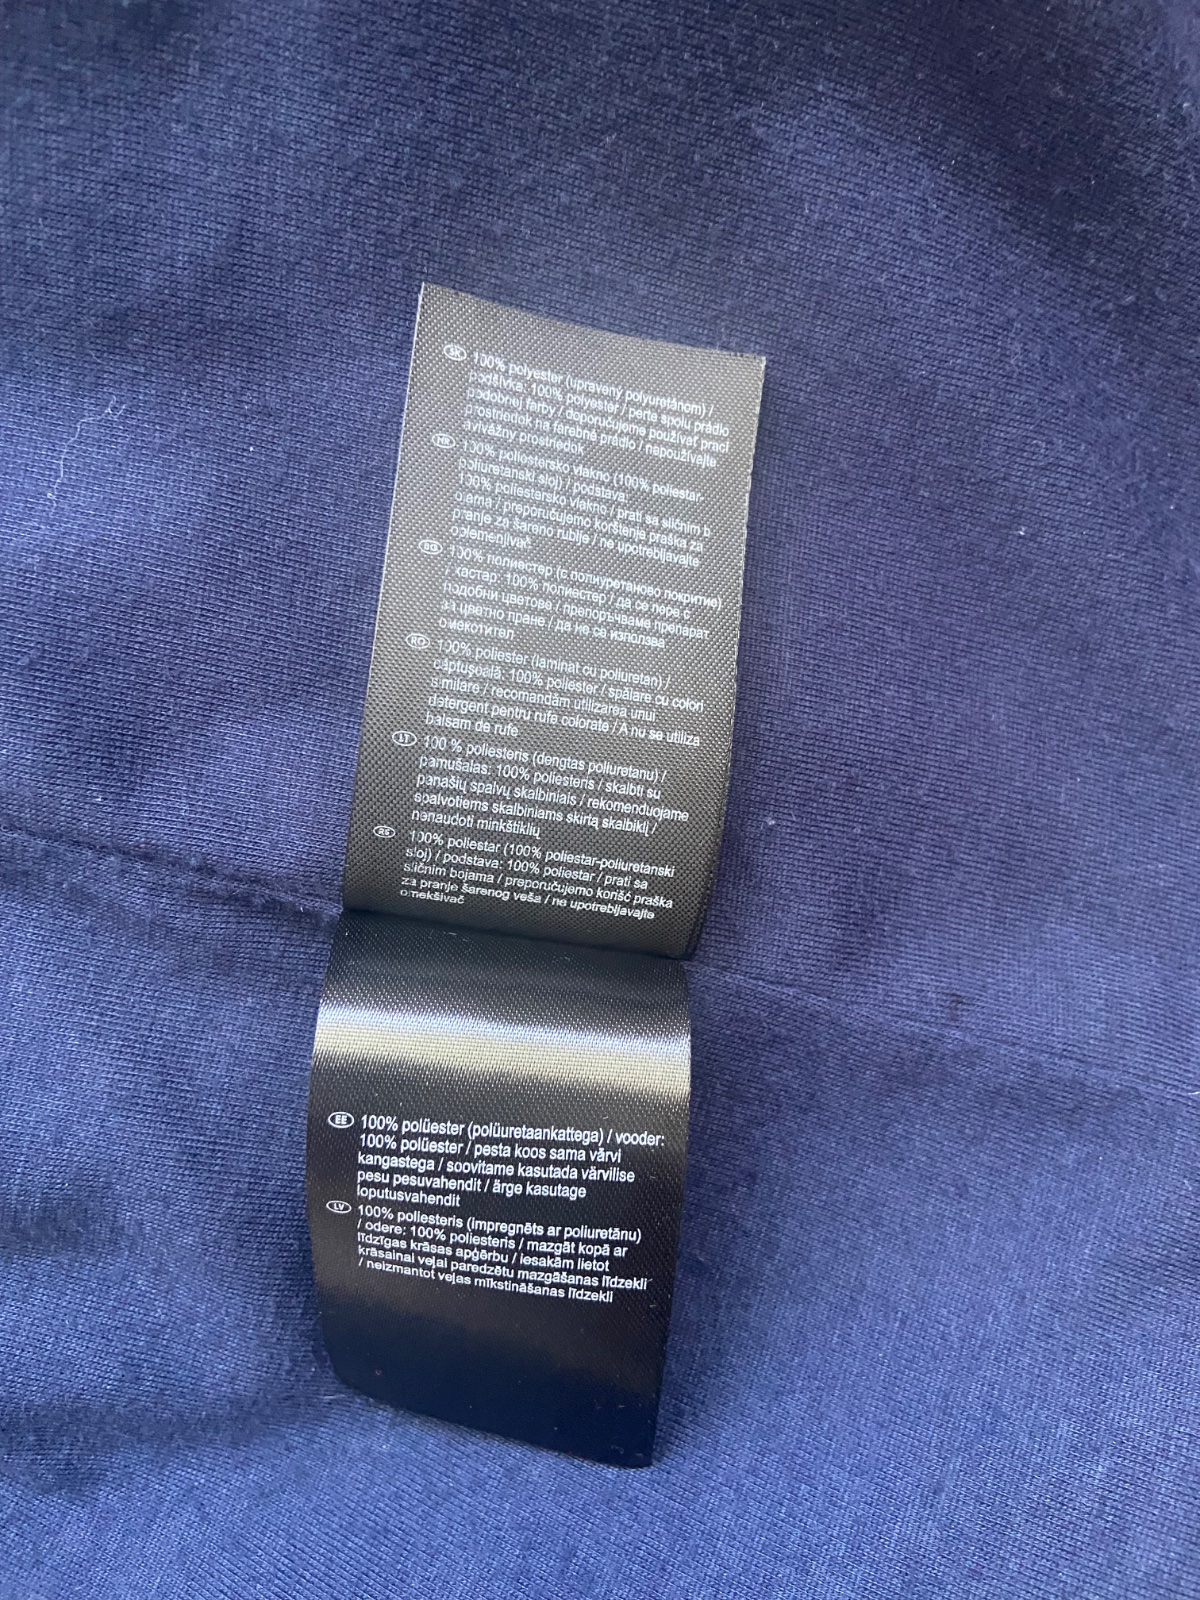 SK 100% polyester (upravený polyuretánom) /
podšívka: 100% polyester / perte spolu prádlo
podobnej farby / doporučujeme používať prací
prostriedok na farebné prádlo / nepoužívajte
avivážny prostriedok
HR 100% poliestersko vlakno (100% poliestar-
poliuretanski sloj) / podstava:
100% poliestersko vlakno / prati sa sličnim b
ojama / preporučujemo korištenje praška za
pranje za šareno rublje / ne upotrebljavajte
oplemenjivač
BG 100% полиестер (с полиуретаново покритие)
/ хастар: 100% полиестер / да се пере с
подобни цветове / препоръчваме препарат
за цветно пране / да не се използва
омекотител
RO 100% poliester (laminat cu poliuretan) /
căptuşeală: 100% poliester / spălare cu colori
similare / recomandăm utilizarea unui
detergent pentru rufe colorate / A nu se utiliza
balsam de rufe
LT 100 % poliesteris (dengtas poliuretanu) /
pamušalas: 100% poliesteris / skalbti su
panašių spalvų skalbiniais / rekomenduojame
spalvotiems skalbiniams skirtą skalbiklį /
nenaudoti minkštiklių
RS 100% poliestar (100% poliestar-poliuretanski
sloj) / podstava: 100% poliestar / prati sa
sličnim bojama / preporučujemo korišć praška
za pranje šarenog veša / ne upotrebljavajte
omekšivač
EE 100% polüester (polüuretaankattega) / vooder:
100% polüester / pesta koos sama värvi
kangastega / soovitame kasutada värvilise
pesu pesuvahendit / ärge kasutage
loputusvahendit
LV 100% poliesteris (impregnēts ar poliuretānu)
/ odere: 100% poliesteris / mazgāt kopā ar
līdzīgas krāsas apģērbu / iesakām lietot
krāsainai veļai paredzētu mazgāšanas līdzekli
/ neizmantot veļas mīkstināšanas līdzekli